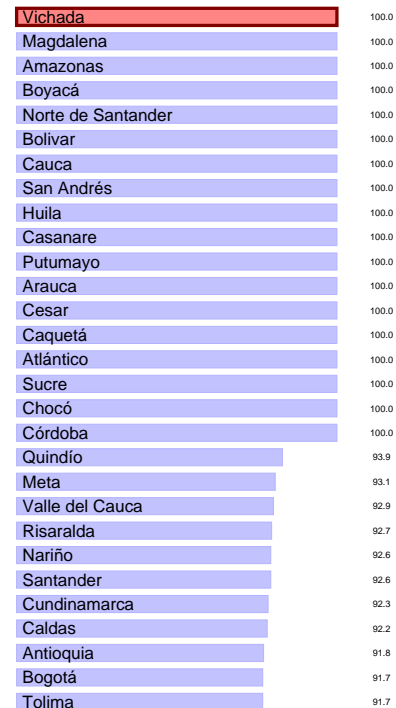 Vichada 100.0
Magdalena 100.0
Amazonas 100.0
Boyacá 100.0
Norte de Santander 100.0
Bolivar 100.0
Cauca 100.0
San Andrés 100.0
Huila 100.0
Casanare 100.0
Putumayo 100.0
Arauca 100.0
Cesar 100.0
Caquetá 100.0
Atlántico 100.0
Sucre 100.0
Chocó 100.0
Córdoba 100.0
Quindío 93.9
Meta 93.1
Valle del Cauca 92.9
Risaralda 92.7
Nariño 92.6
Santander 92.6
Cundinamarca 92.3
Caldas 92.2
Antioquia 91.8
Bogotá 91.7
Tolima 91.7